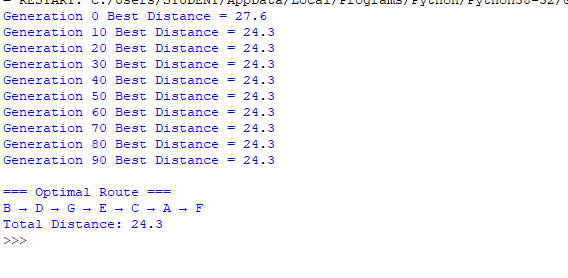 RESTART: C:/Users/STUDENT/AppData/Local/Programs/Python/Python38-32/
Generation 0 Best Distance = 27.6
Generation 10 Best Distance = 24.3
Generation 20 Best Distance = 24.3
Generation 30 Best Distance = 24.3
Generation 40 Best Distance = 24.3
Generation 50 Best Distance = 24.3
Generation 60 Best Distance = 24.3
Generation 70 Best Distance = 24.3
Generation 80 Best Distance = 24.3
Generation 90 Best Distance = 24.3
=== Optimal Route ===
B → D → G → E → C → A → F
Total Distance: 24.3
>>>